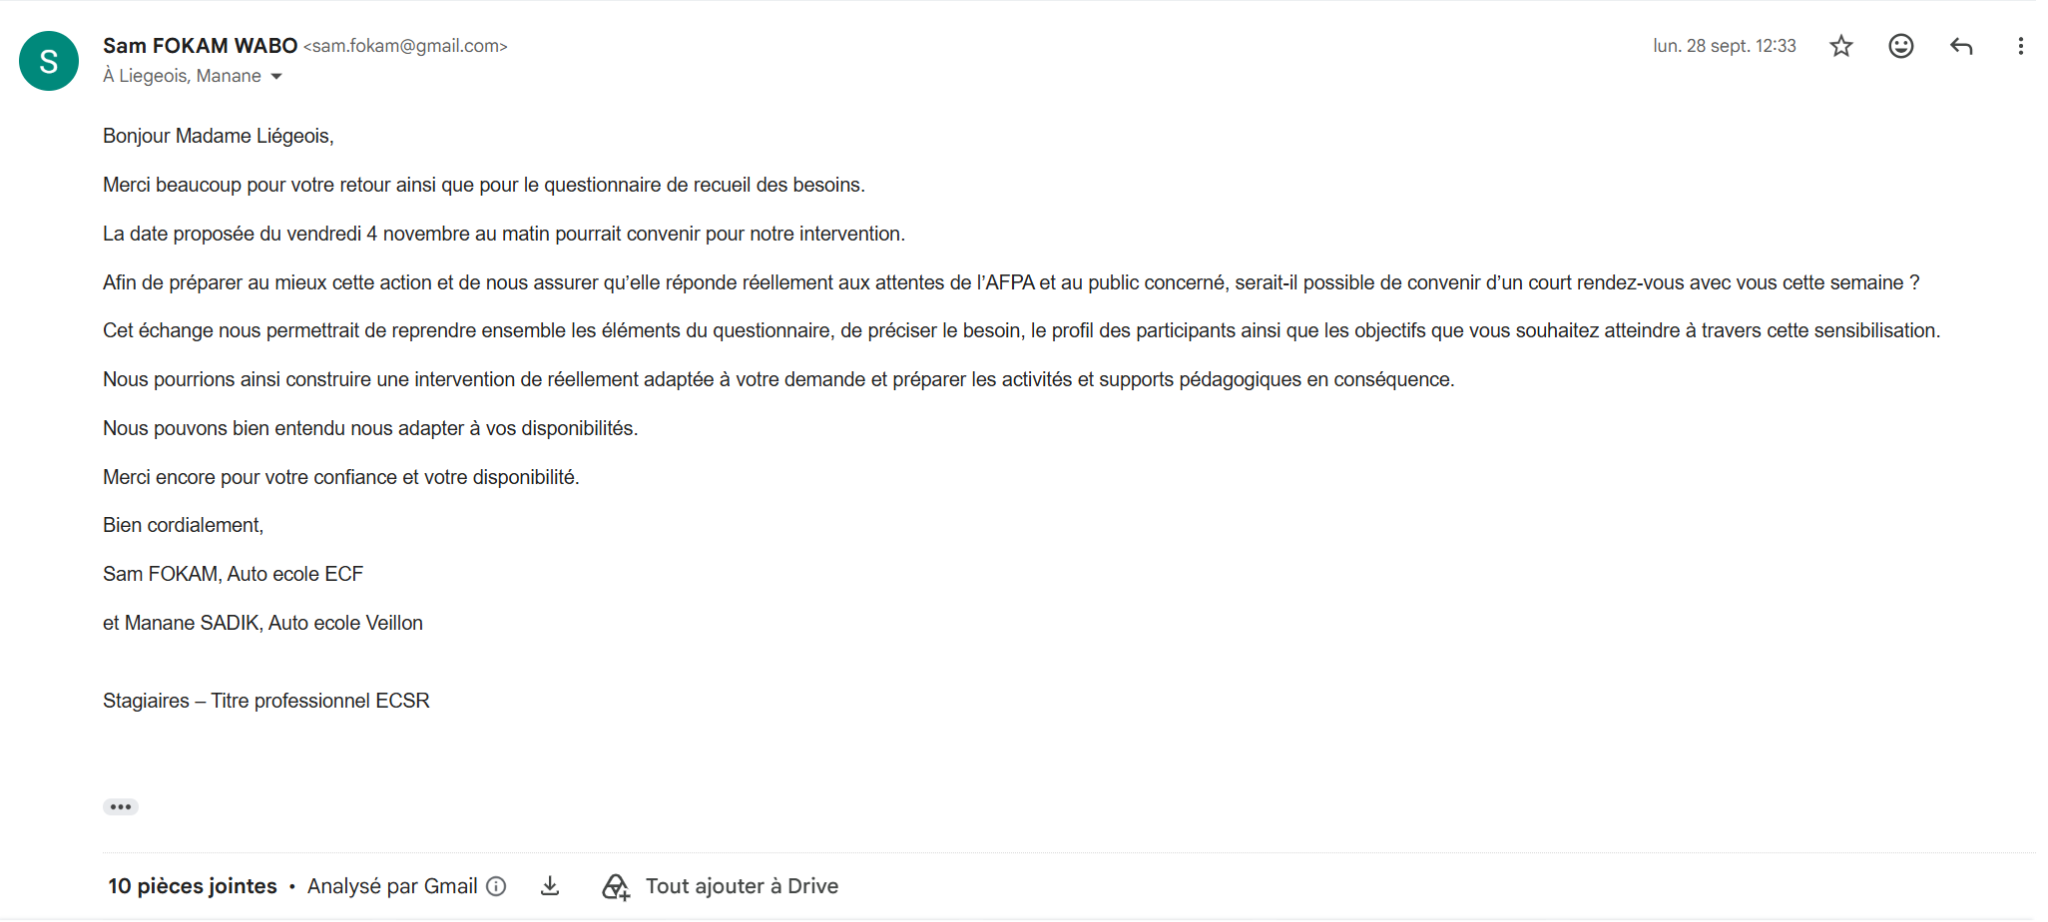 S
Sam FOKAM WABO <sam.fokam@gmail.com>
lun. 28 sept. 12:33
À Liegeois, Manane
Bonjour Madame Liégeois,
Merci beaucoup pour votre retour ainsi que pour le questionnaire de recueil des besoins.
La date proposée du vendredi 4 novembre au matin pourrait convenir pour notre intervention.
Afin de préparer au mieux cette action et de nous assurer qu’elle réponde réellement aux attentes de l’AFPA et au public concerné, serait-il possible de convenir d’un court rendez-vous avec vous cette semaine ?
Cet échange nous permettrait de reprendre ensemble les éléments du questionnaire, de préciser le besoin, le profil des participants ainsi que les objectifs que vous souhaitez atteindre à travers cette sensibilisation.
Nous pourrions ainsi construire une intervention de réellement adaptée à votre demande et préparer les activités et supports pédagogiques en conséquence.
Nous pouvons bien entendu nous adapter à vos disponibilités.
Merci encore pour votre confiance et votre disponibilité.
Bien cordialement,
Sam FOKAM, Auto ecole ECF
et Manane SADIK, Auto ecole Veillon
Stagiaires – Titre professionnel ECSR
10 pièces jointes • Analysé par Gmail
Tout ajouter à Drive